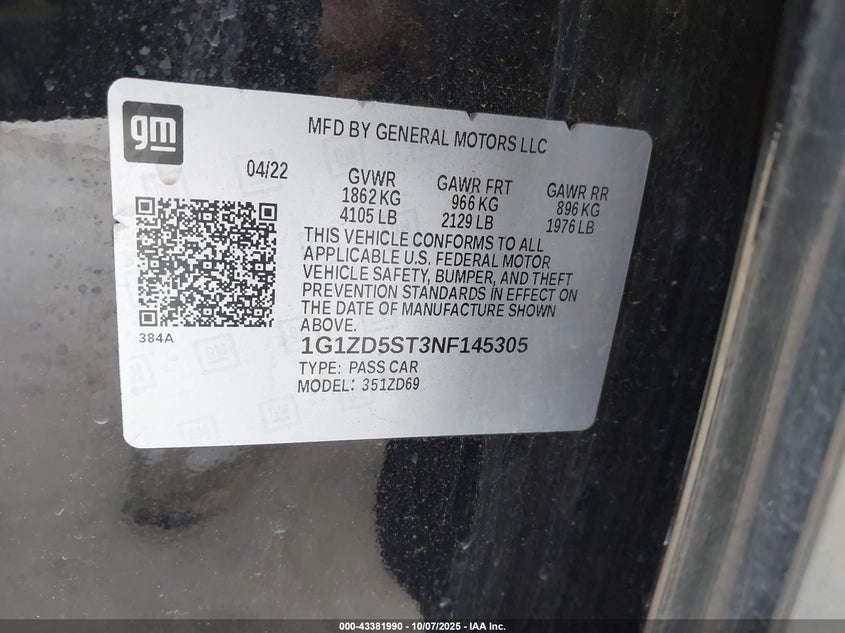 gm
MFD BY GENERAL MOTORS LLC
04/22
GVWR
1862 KG
4105 LB
GAWR FRT
966 KG
2129 LB
GAWR RR
896 KG
1976 LB
THIS VEHICLE CONFORMS TO ALL
APPLICABLE U.S. FEDERAL MOTOR
VEHICLE SAFETY, BUMPER, AND THEFT
PREVENTION STANDARDS IN EFFECT ON
THE DATE OF MANUFACTURE SHOWN
ABOVE.
384A
1G1ZD5ST3NF145305
TYPE: PASS CAR
MODEL: 351ZD69
000-43381990 - 10/07/2025 - IAA Inc.